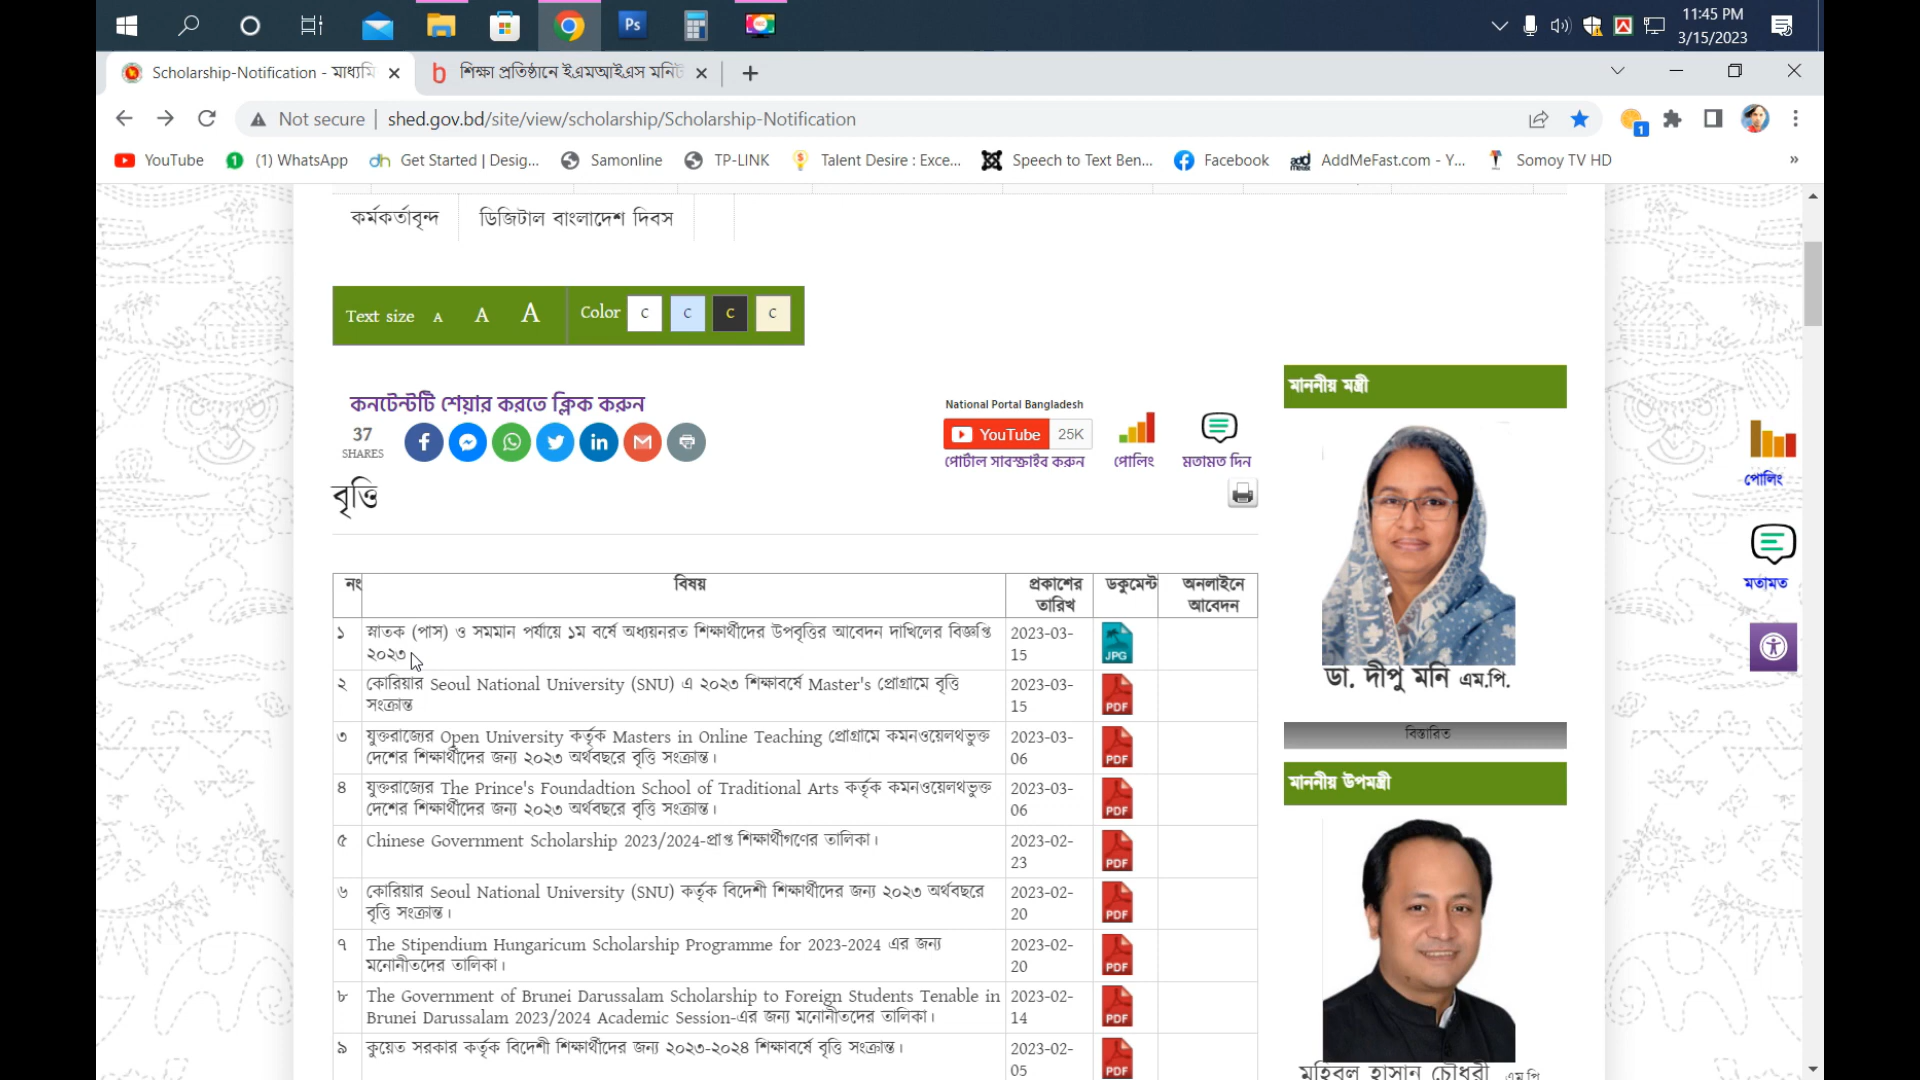 11:45 PM
3/15/2023
Scholarship-Notification - মাধ্যমি
শিক্ষা প্রতিষ্ঠানে ইএমআইএস মনিট
Not secure
shed.gov.bd/site/view/scholarship/Scholarship-Notification
YouTube
(1) WhatsApp
Get Started | Desig...
Samonline
TP-LINK
Talent Desire : Exce...
Speech to Text Ben...
Facebook
AddMeFast.com - Y...
Somoy TV HD
কর্মকর্তাবৃন্দ
ডিজিটাল বাংলাদেশ দিবস
Text size A A A Color C C C C
মাননীয় মন্ত্রী
কনটেন্টটি শেয়ার করতে ক্লিক করুন
37
SHARES
National Portal Bangladesh
YouTube 25K
পোর্টাল সাবস্ক্রাইব করুন
পোলিং
মতামত দিন
বৃত্তি
নং বিষয় প্রকাশের তারিখ ডকুমেন্ট অনলাইনে আবেদন
১ স্নাতক (পাস) ও সমমান পর্যায়ে ১ম বর্ষে অধ্যয়নরত শিক্ষার্থীদের উপবৃত্তির আবেদন দাখিলের বিজ্ঞপ্তি 2023-03-
২০২৩ 15 JPG
২ কোরিয়ার Seoul National University (SNU) এ ২০২৩ শিক্ষাবর্ষে Master's প্রোগ্রামে বৃত্তি 2023-03-
সংক্রান্ত 15 PDF
৩ যুক্তরাজ্যের Open University কর্তৃক Masters in Online Teaching প্রোগ্রামে কমনওয়েলথভুক্ত 2023-03-
দেশের শিক্ষার্থীদের জন্য ২০২৩ অর্থবছরে বৃত্তি সংক্রান্ত। 06 PDF
৪ যুক্তরাজ্যের The Prince's Foundadtion School of Traditional Arts কর্তৃক কমনওয়েলথভুক্ত 2023-03-
দেশের শিক্ষার্থীদের জন্য ২০২৩ অর্থবছরে বৃত্তি সংক্রান্ত। 06 PDF
৫ Chinese Government Scholarship 2023/2024-প্রাপ্ত শিক্ষার্থীগণের তালিকা। 2023-02-
23 PDF
৬ কোরিয়ার Seoul National University (SNU) কর্তৃক বিদেশী শিক্ষার্থীদের জন্য ২০২৩ অর্থবছরে 2023-02-
বৃত্তি সংক্রান্ত। 20 PDF
৭ The Stipendium Hungaricum Scholarship Programme for 2023-2024 এর জন্য 2023-02-
মনোনীতদের তালিকা। 20 PDF
৮ The Government of Brunei Darussalam Scholarship to Foreign Students Tenable in 2023-02-
Brunei Darussalam 2023/2024 Academic Session-এর জন্য মনোনীতদের তালিকা। 14 PDF
৯ কুয়েত সরকার কর্তৃক বিদেশী শিক্ষার্থীদের জন্য ২০২৩-২০২৪ শিক্ষাবর্ষে বৃত্তি সংক্রান্ত। 2023-02-
05 PDF
ডা. দীপু মনি এম.পি.
বিস্তারিত
মাননীয় উপমন্ত্রী
মহিবুল হাসান চৌধুরী এম.পি
পোলিং
মতামত